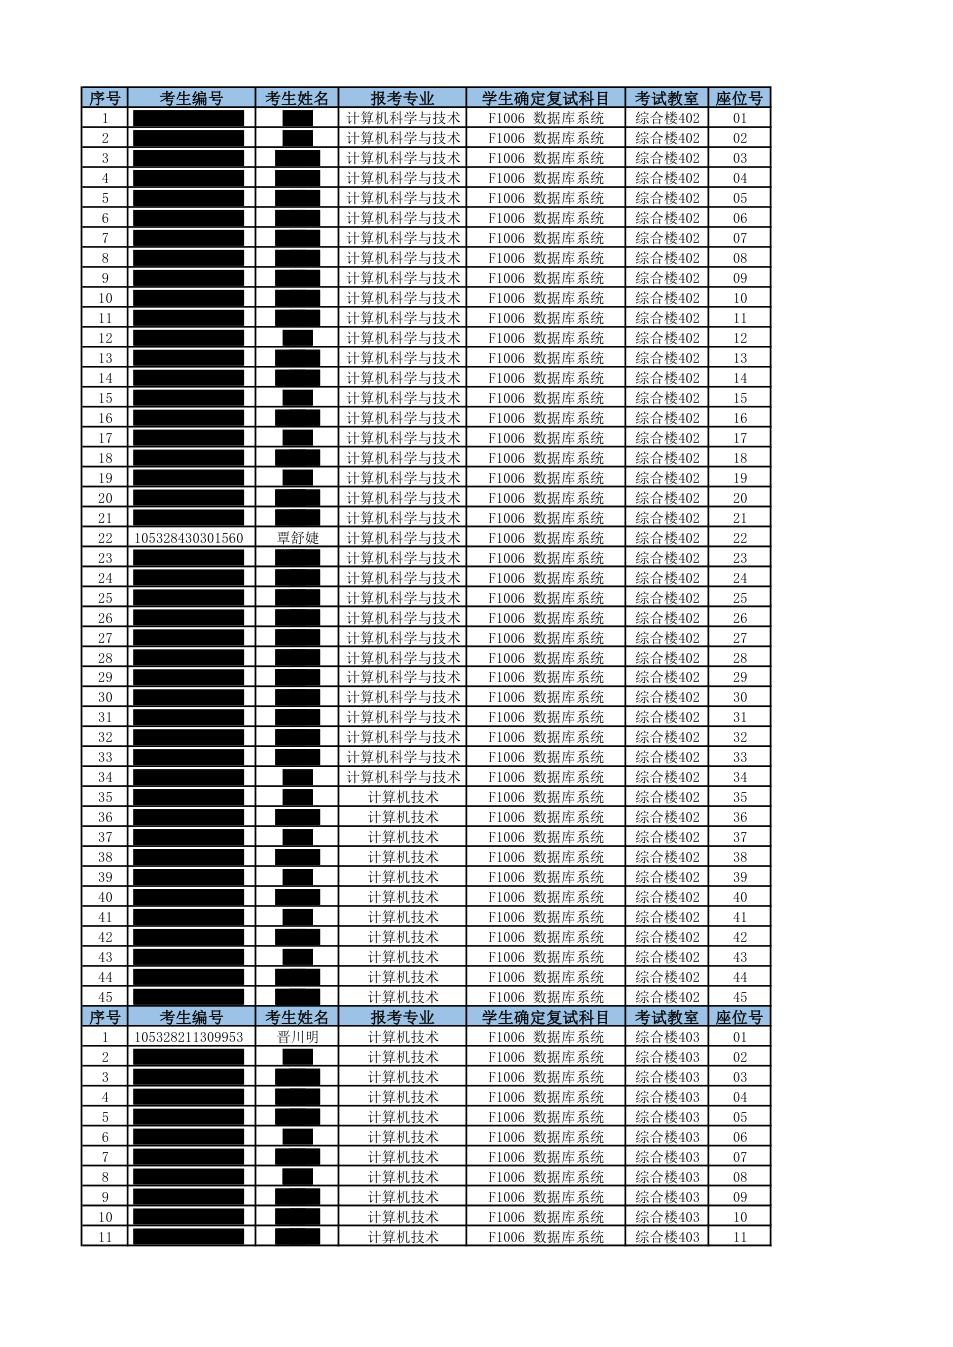 序号 考生编号 考生姓名 报考专业 学生确定复试科目 考试教室 座位号
1 计算机科学与技术 F1006 数据库系统 综合楼402 01
2 计算机科学与技术 F1006 数据库系统 综合楼402 02
3 计算机科学与技术 F1006 数据库系统 综合楼402 03
4 计算机科学与技术 F1006 数据库系统 综合楼402 04
5 计算机科学与技术 F1006 数据库系统 综合楼402 05
6 计算机科学与技术 F1006 数据库系统 综合楼402 06
7 计算机科学与技术 F1006 数据库系统 综合楼402 07
8 计算机科学与技术 F1006 数据库系统 综合楼402 08
9 计算机科学与技术 F1006 数据库系统 综合楼402 09
10 计算机科学与技术 F1006 数据库系统 综合楼402 10
11 计算机科学与技术 F1006 数据库系统 综合楼402 11
12 计算机科学与技术 F1006 数据库系统 综合楼402 12
13 计算机科学与技术 F1006 数据库系统 综合楼402 13
14 计算机科学与技术 F1006 数据库系统 综合楼402 14
15 计算机科学与技术 F1006 数据库系统 综合楼402 15
16 计算机科学与技术 F1006 数据库系统 综合楼402 16
17 计算机科学与技术 F1006 数据库系统 综合楼402 17
18 计算机科学与技术 F1006 数据库系统 综合楼402 18
19 计算机科学与技术 F1006 数据库系统 综合楼402 19
20 计算机科学与技术 F1006 数据库系统 综合楼402 20
21 计算机科学与技术 F1006 数据库系统 综合楼402 21
22 105328430301560 覃舒婕 计算机科学与技术 F1006 数据库系统 综合楼402 22
23 计算机科学与技术 F1006 数据库系统 综合楼402 23
24 计算机科学与技术 F1006 数据库系统 综合楼402 24
25 计算机科学与技术 F1006 数据库系统 综合楼402 25
26 计算机科学与技术 F1006 数据库系统 综合楼402 26
27 计算机科学与技术 F1006 数据库系统 综合楼402 27
28 计算机科学与技术 F1006 数据库系统 综合楼402 28
29 计算机科学与技术 F1006 数据库系统 综合楼402 29
30 计算机科学与技术 F1006 数据库系统 综合楼402 30
31 计算机科学与技术 F1006 数据库系统 综合楼402 31
32 计算机科学与技术 F1006 数据库系统 综合楼402 32
33 计算机科学与技术 F1006 数据库系统 综合楼402 33
34 计算机科学与技术 F1006 数据库系统 综合楼402 34
35 计算机技术 F1006 数据库系统 综合楼402 35
36 计算机技术 F1006 数据库系统 综合楼402 36
37 计算机技术 F1006 数据库系统 综合楼402 37
38 计算机技术 F1006 数据库系统 综合楼402 38
39 计算机技术 F1006 数据库系统 综合楼402 39
40 计算机技术 F1006 数据库系统 综合楼402 40
41 计算机技术 F1006 数据库系统 综合楼402 41
42 计算机技术 F1006 数据库系统 综合楼402 42
43 计算机技术 F1006 数据库系统 综合楼402 43
44 计算机技术 F1006 数据库系统 综合楼402 44
45 计算机技术 F1006 数据库系统 综合楼402 45
序号 考生编号 考生姓名 报考专业 学生确定复试科目 考试教室 座位号
1 105328211309953 晋川明 计算机技术 F1006 数据库系统 综合楼403 01
2 计算机技术 F1006 数据库系统 综合楼403 02
3 计算机技术 F1006 数据库系统 综合楼403 03
4 计算机技术 F1006 数据库系统 综合楼403 04
5 计算机技术 F1006 数据库系统 综合楼403 05
6 计算机技术 F1006 数据库系统 综合楼403 06
7 计算机技术 F1006 数据库系统 综合楼403 07
8 计算机技术 F1006 数据库系统 综合楼403 08
9 计算机技术 F1006 数据库系统 综合楼403 09
10 计算机技术 F1006 数据库系统 综合楼403 10
11 计算机技术 F1006 数据库系统 综合楼403 11